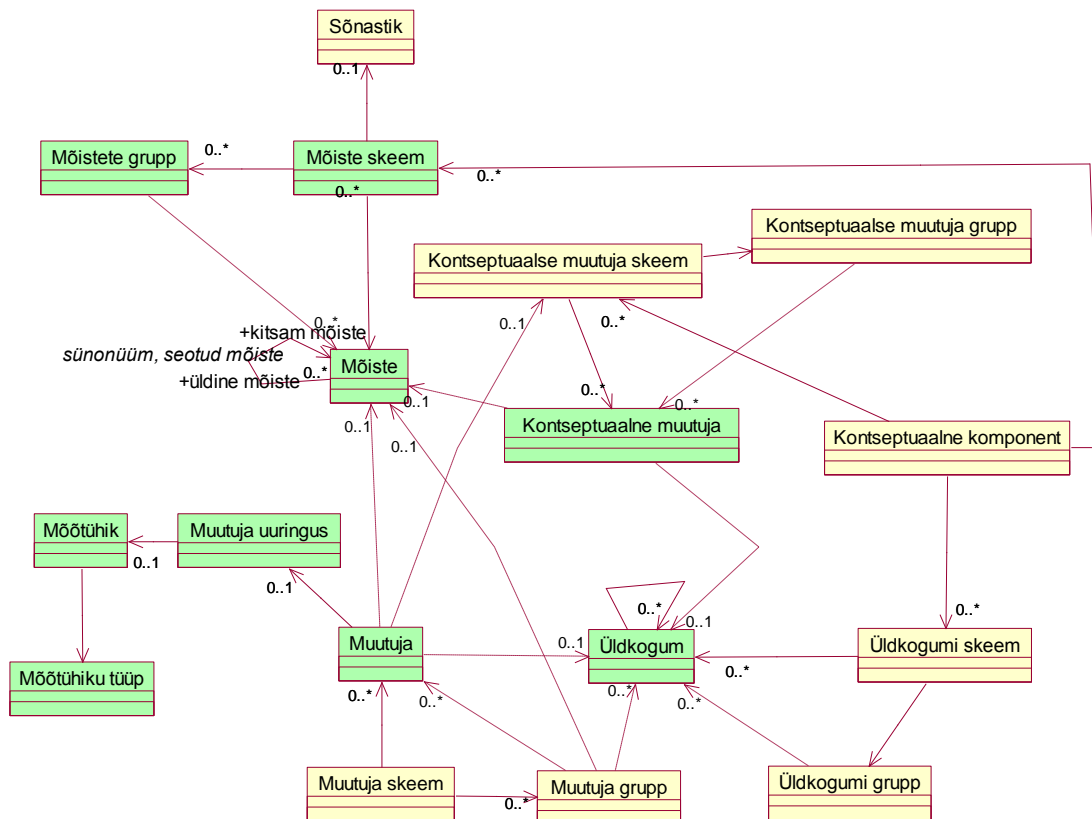 Sõnastik
0..1
Mõistete grupp
0..*
Mõiste skeem
0..*
0..*
Kontseptuaalse muutuja grupp
Kontseptuaalse muutuja skeem
0..1
0..*
0..*
+kitsam mõiste
sünonüüm, seotud mõiste
Mõiste
+üldine mõiste
0..*
0..*
0..*
0..1
Kontseptuaalne muutuja
Kontseptuaalne komponent
0..1
0..1
Mõõtühik
Muutuja uuringus
0..1
0..1
0..*
0..*
0..1
Muutuja
0..1
Üldkogum
Üldkogumi skeem
Mõõtühiku tüüp
0..*
0..*
0..*
0..*
0..*
Muutuja skeem
0..*
Muutuja grupp
Üldkogumi grupp